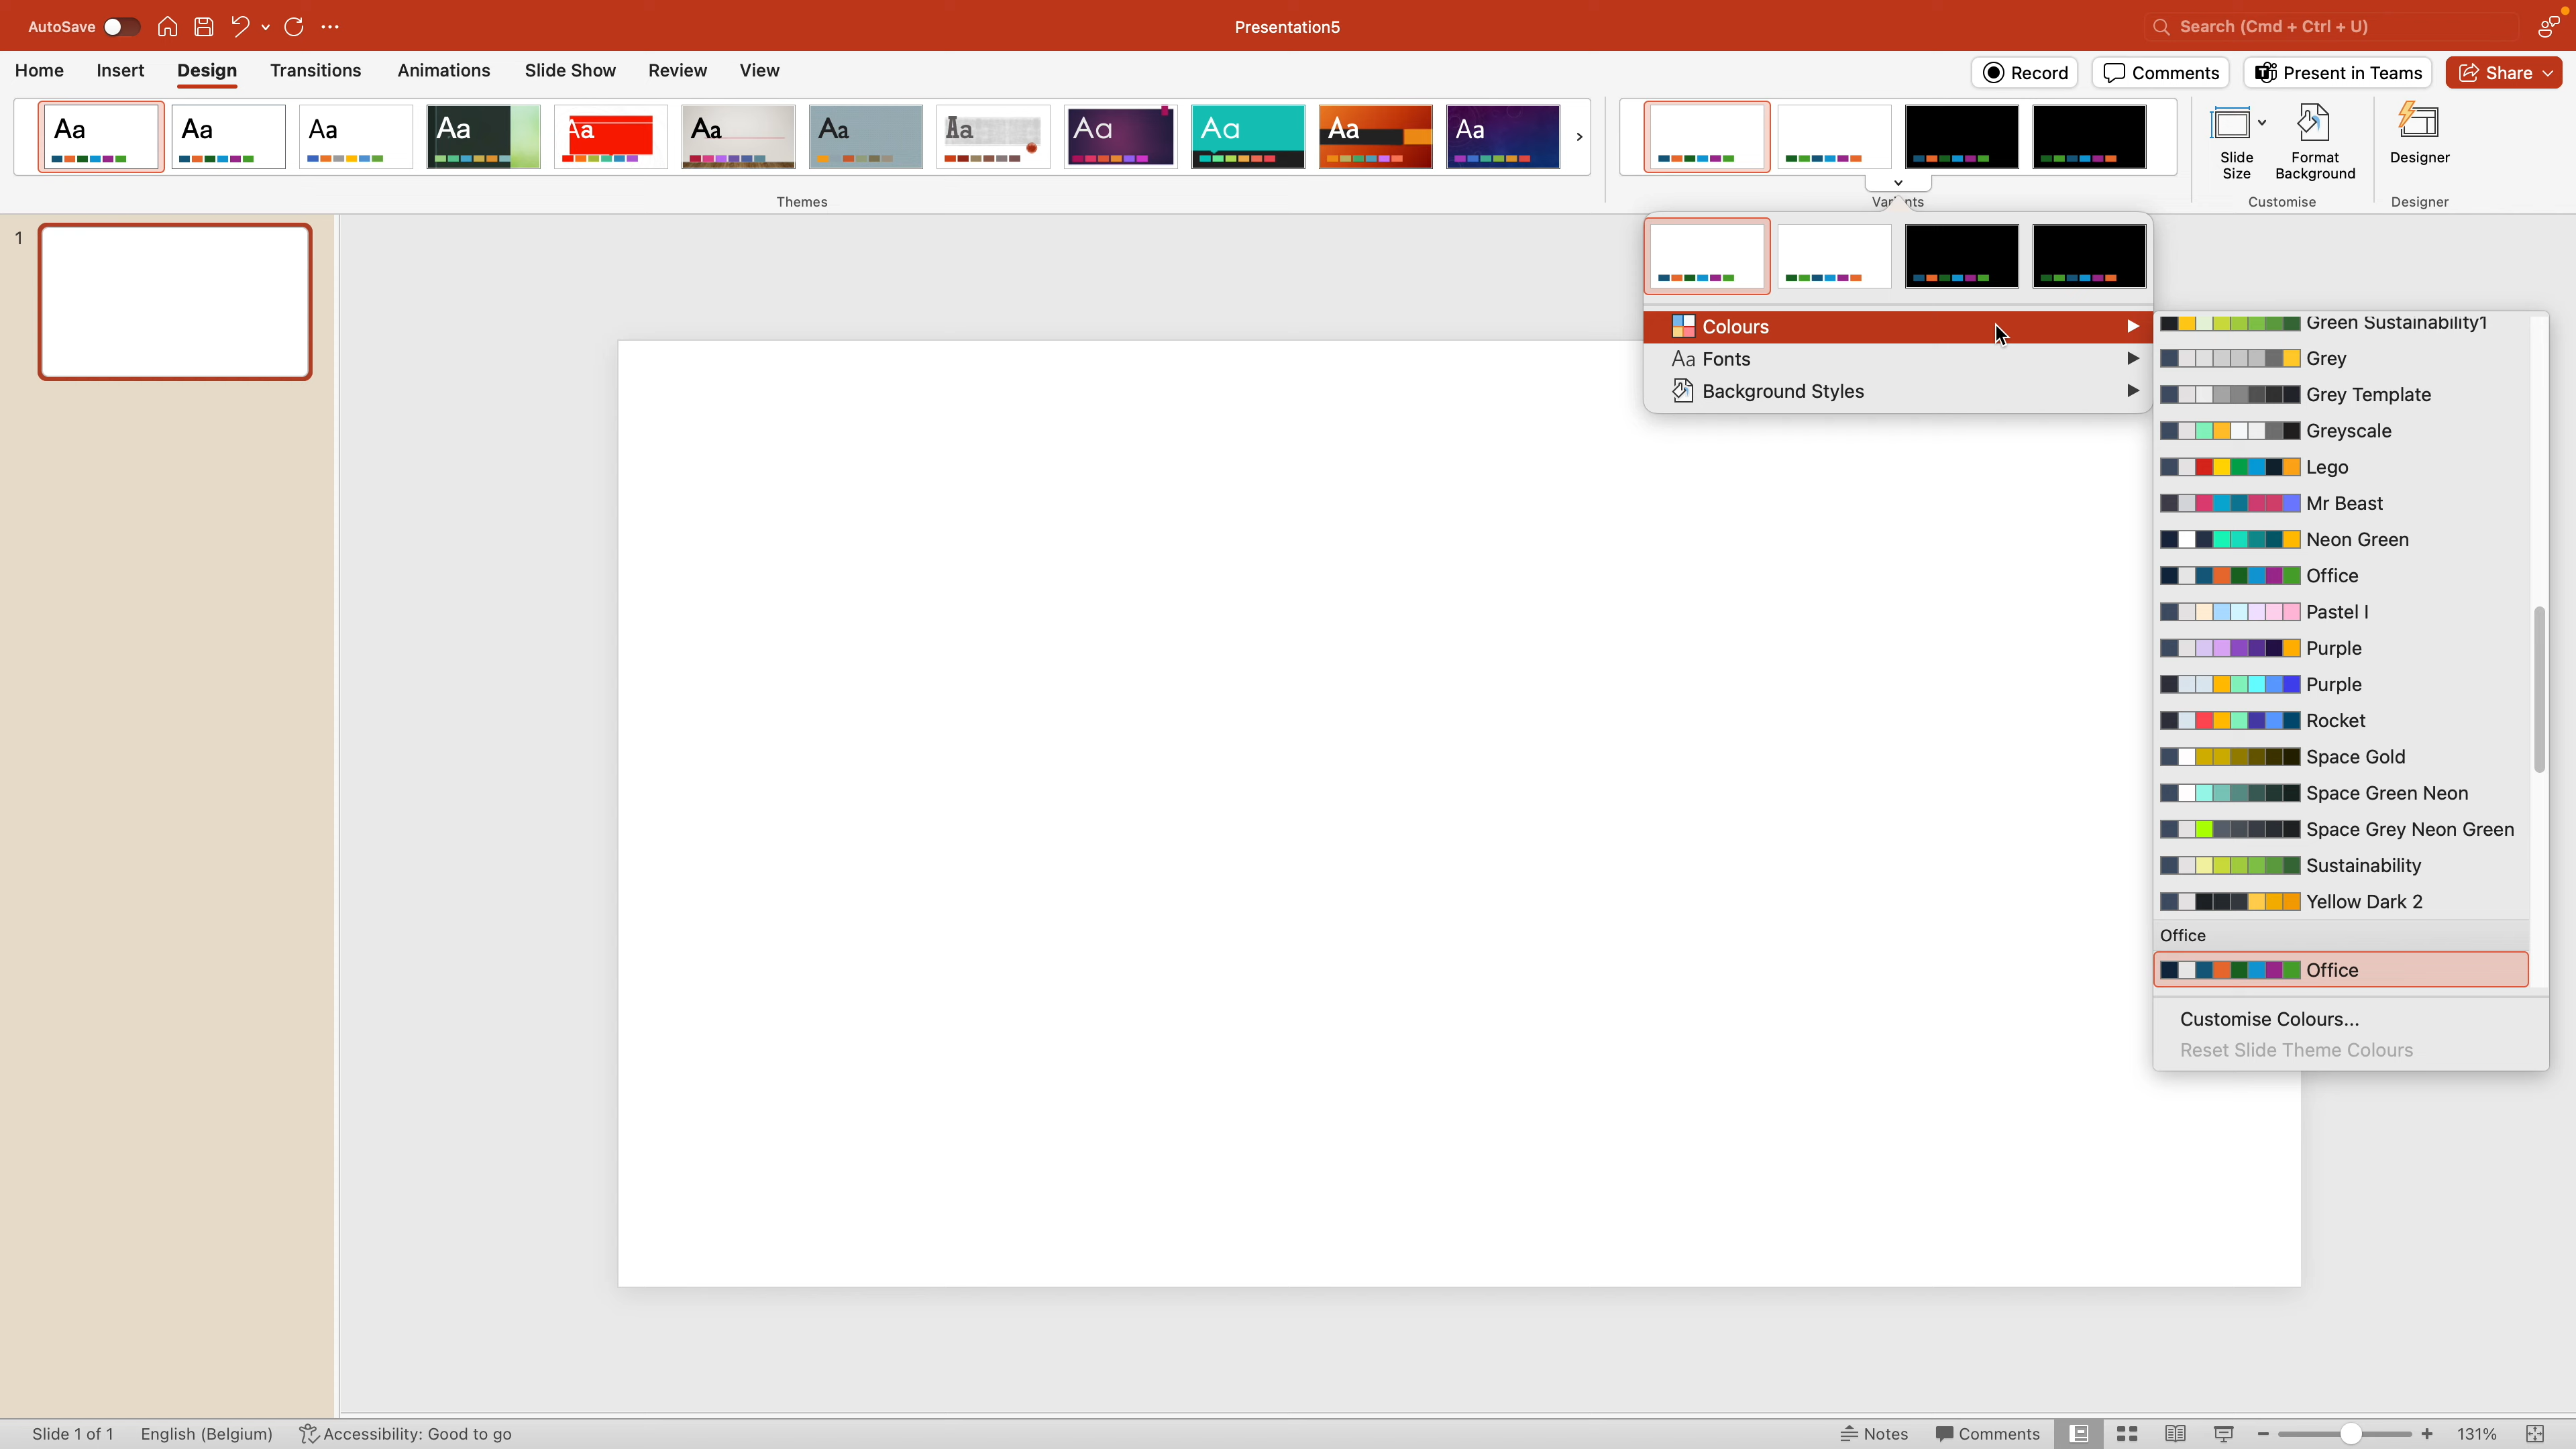 AutoSave
Presentation5
Search (Cmd + Ctrl + U)
Home Insert Design Transitions Animations Slide Show Review View
Record Comments Present in Teams Share
Aa Aa Aa Aa Aa Aa Aa Aa Aa Aa Aa Aa
Slide Size
Format Background
Designer
Themes
Variants
Customise
Designer
1
Colours
Aa Fonts
Background Styles
Green Sustainability1
Grey
Grey Template
Greyscale
Lego
Mr Beast
Neon Green
Office
Pastel I
Purple
Purple
Rocket
Space Gold
Space Green Neon
Space Grey Neon Green
Sustainability
Yellow Dark 2
Office
Office
Customise Colours...
Reset Slide Theme Colours
Slide 1 of 1 English (Belgium) Accessibility: Good to go
Notes Comments 131%